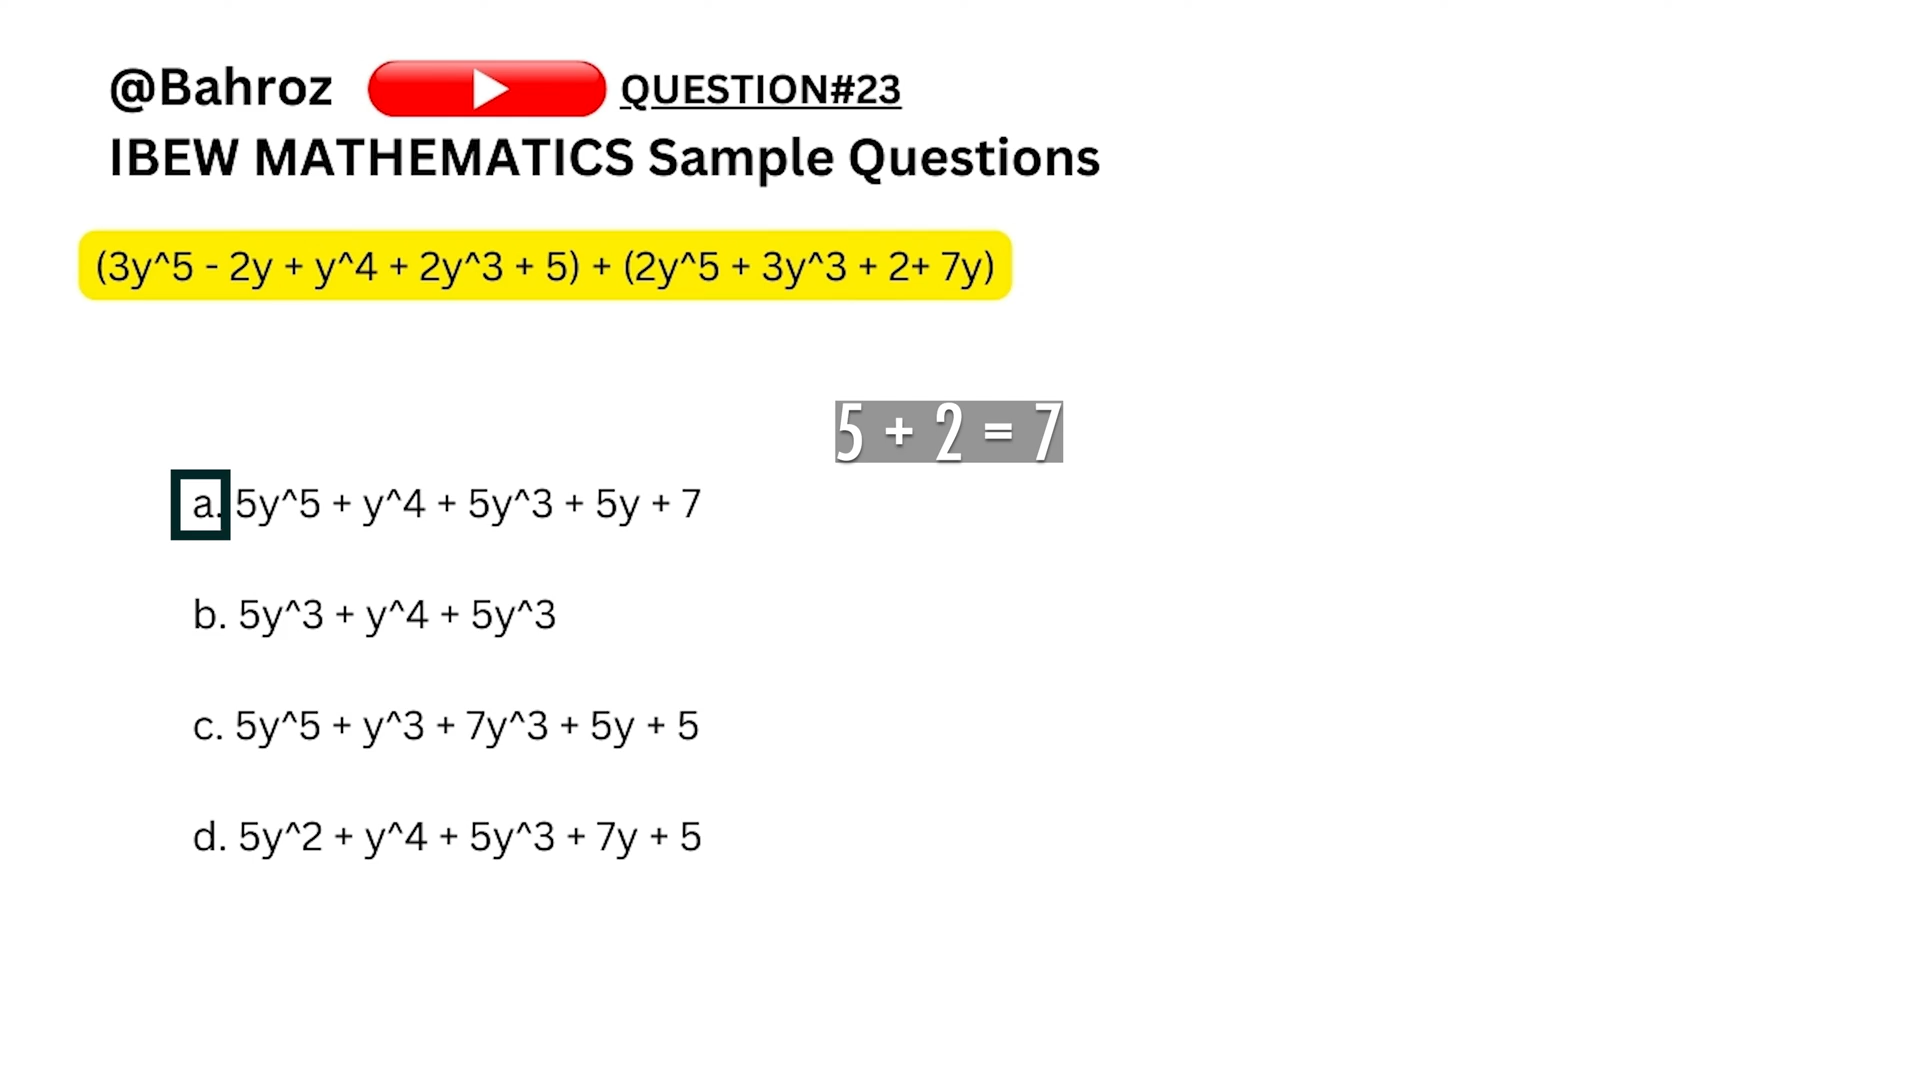 @Bahroz QUESTION#23
IBEW MATHEMATICS Sample Questions
(3y^5 - 2y + y^4 + 2y^3 + 5) + (2y^5 + 3y^3 + 2+ 7y)
5 + 2 = 7
a. 5y^5 + y^4 + 5y^3 + 5y + 7
b. 5y^3 + y^4 + 5y^3
c. 5y^5 + y^3 + 7y^3 + 5y + 5
d. 5y^2 + y^4 + 5y^3 + 7y + 5